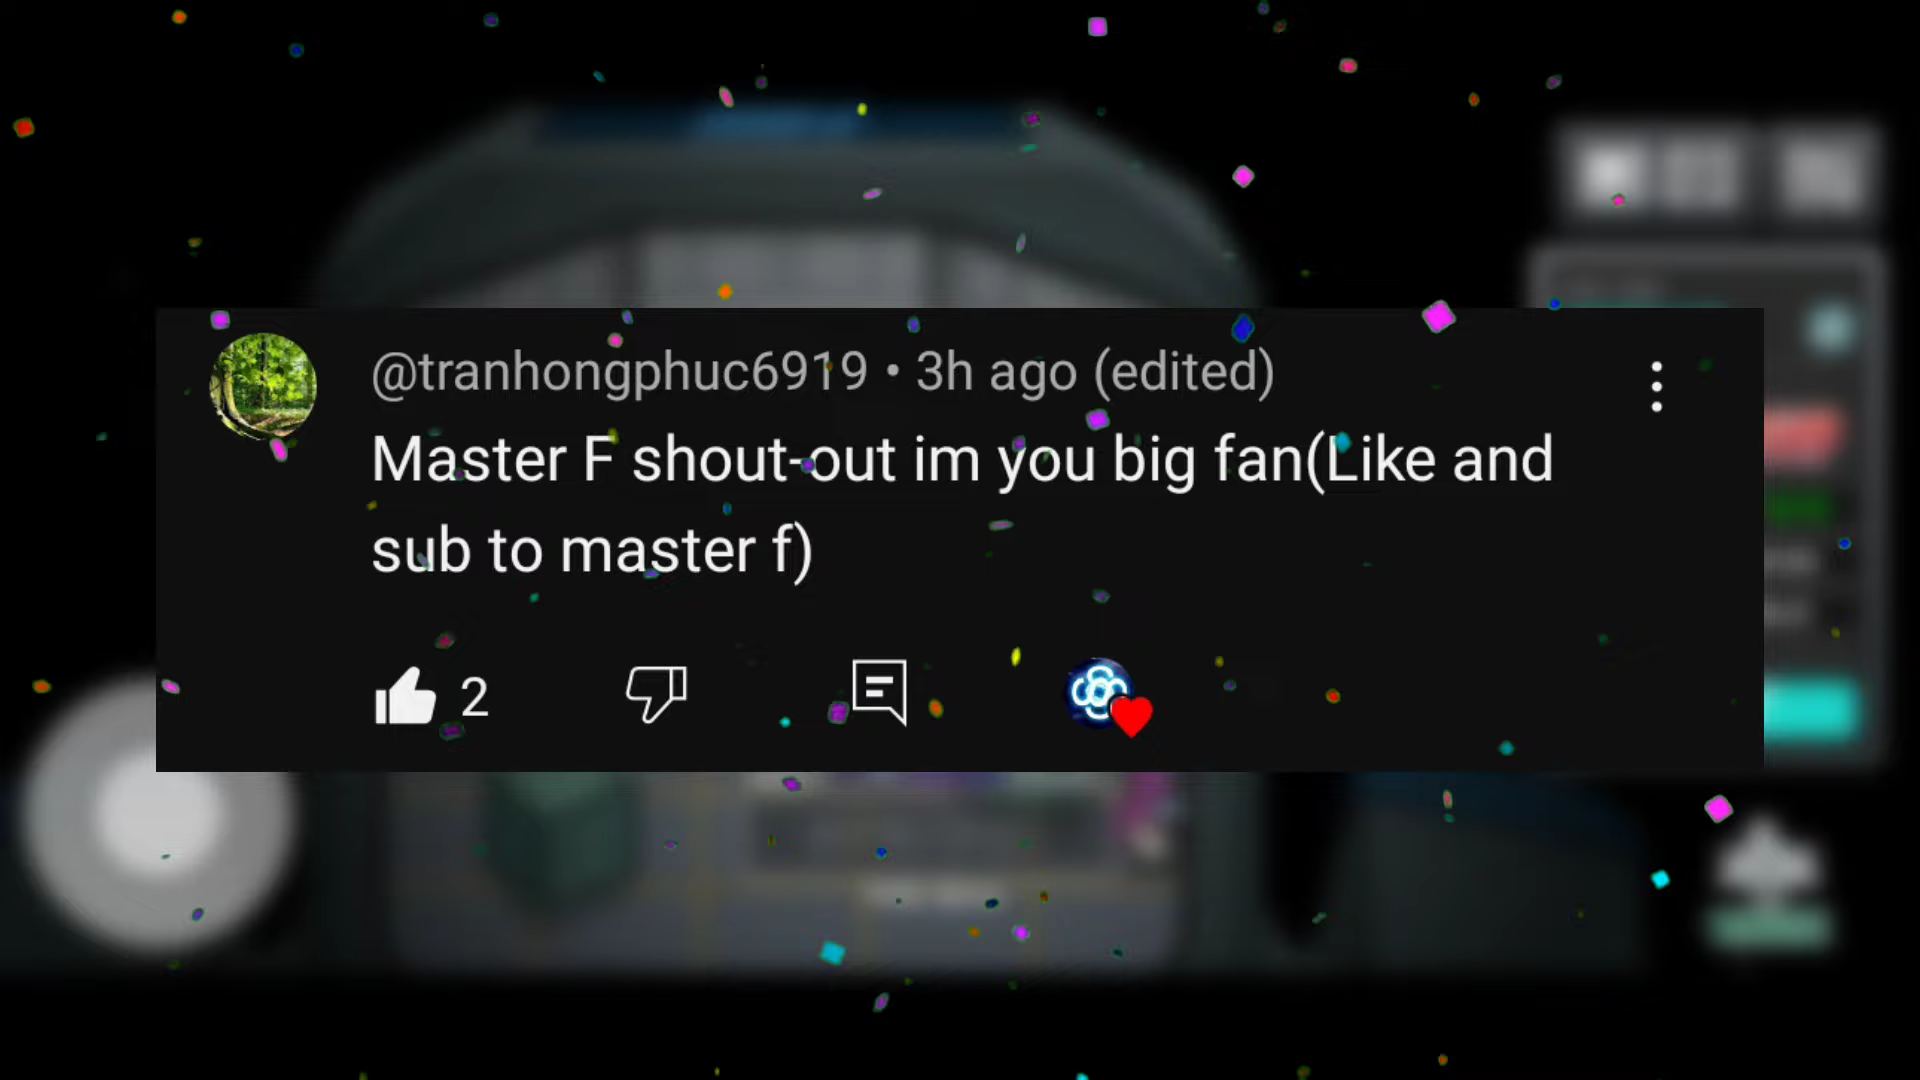 @tranhongphuc6919 • 3h ago (edited)
Master F shout-out im you big fan(Like and
sub to master f)
2